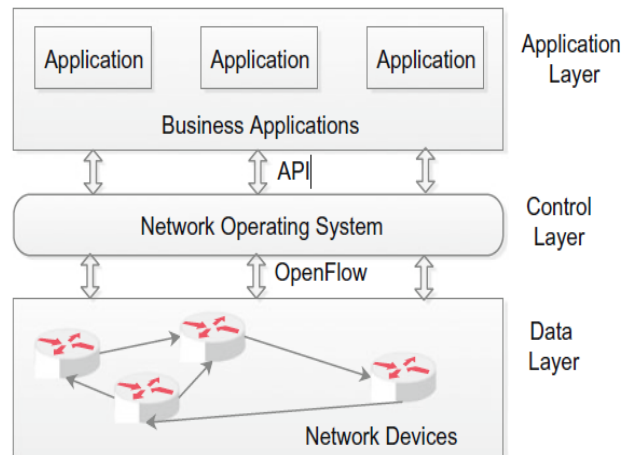 Application
Application
Application
Application
Layer
Business Applications
API
Network Operating System
Control
Layer
OpenFlow
Data
Layer
Network Devices